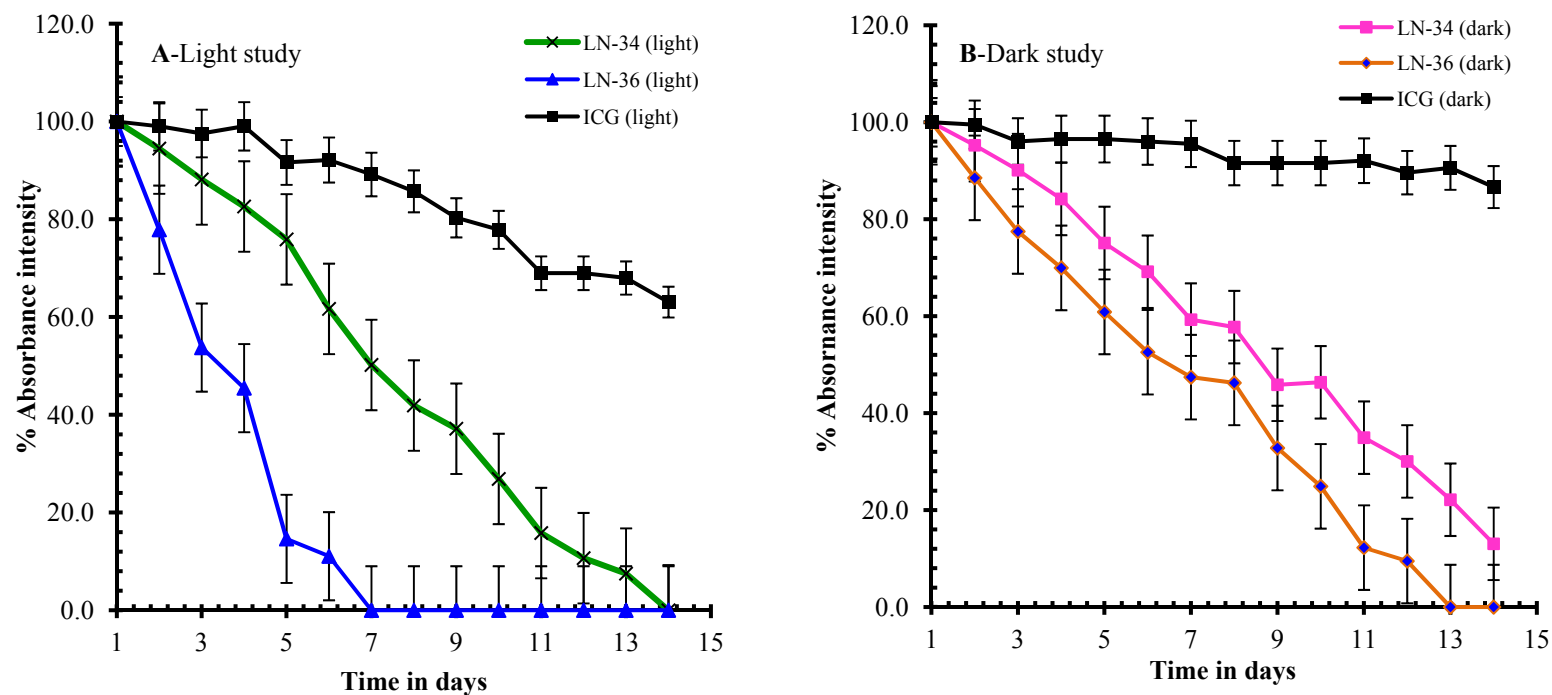 A-Light study
LN-34 (light)
LN-36 (light)
ICG (light)
% Absorbance intensity
120.0
100.0
80.0
60.0
40.0
20.0
0.0
1 3 5 7 9 11 13 15
Time in days
B-Dark study
LN-34 (dark)
LN-36 (dark)
ICG (dark)
% Absornance intensity
120.0
100.0
80.0
60.0
40.0
20.0
0.0
1 3 5 7 9 11 13 15
Time in days